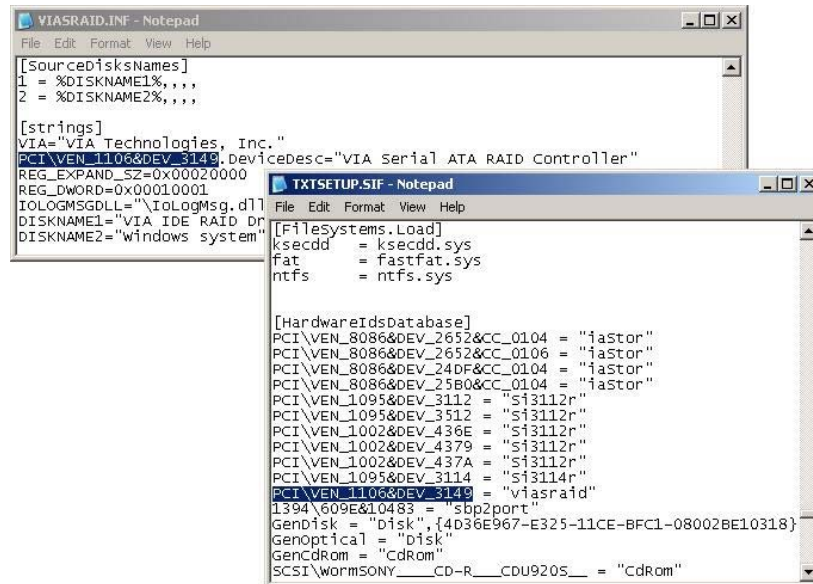 VIASRAID.INF - Notepad
File Edit Format View Help
[SourceDisksNames]
1 = %DISKNAME1%,,,,
2 = %DISKNAME2%,,,,
[strings]
VIA="VIA Technologies, Inc."
PCI\VEN_1106&DEV_3149.DeviceDesc="VIA Serial ATA RAID Controller"
REG_EXPAND_SZ=0x00020000
REG_DWORD=0x00010001
IOLOGMSGDLL="\IoLogMsg.dll
DISKNAME1="VIA IDE RAID Dr
DISKNAME2="Windows system"
TXTSETUP.SIF - Notepad
File Edit Format View Help
[FileSystems.Load]
ksecdd = ksecdd.sys
fat = fastfat.sys
ntfs = ntfs.sys
[HardwareIdsDatabase]
PCI\VEN_8086&DEV_2652&CC_0104 = "iaStor"
PCI\VEN_8086&DEV_2652&CC_0106 = "iaStor"
PCI\VEN_8086&DEV_24DF&CC_0104 = "iaStor"
PCI\VEN_8086&DEV_25B0&CC_0104 = "iaStor"
PCI\VEN_1095&DEV_3112 = "Si3112r"
PCI\VEN_1095&DEV_3512 = "Si3112r"
PCI\VEN_1002&DEV_436E = "Si3112r"
PCI\VEN_1002&DEV_4379 = "Si3112r"
PCI\VEN_1002&DEV_437A = "Si3112r"
PCI\VEN_1095&DEV_3114 = "Si3114r"
PCI\VEN_1106&DEV_3149 = "viasraid"
1394\609E&10483 = "sbp2port"
GenDisk = "Disk",{4D36E967-E325-11CE-BFC1-08002BE10318}
GenOptical = "Disk"
GenCdRom = "CdRom"
SCSI\WormSONY____CD-R___CDU920S__ = "CdRom"